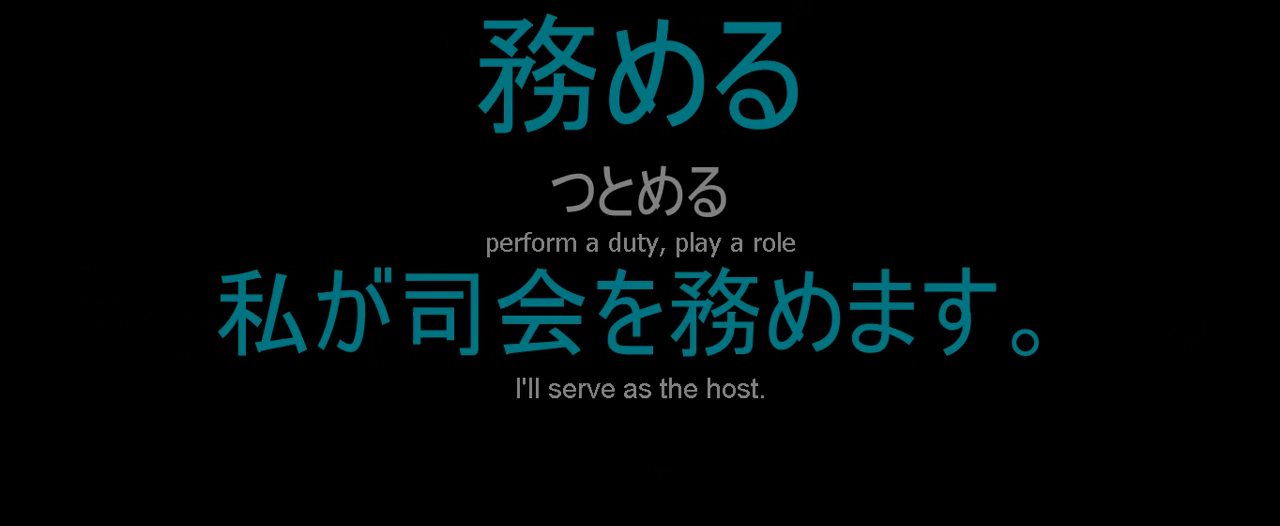 務める
つとめる
perform a duty, play a role
私が司会を務めます。
I'll serve as the host.